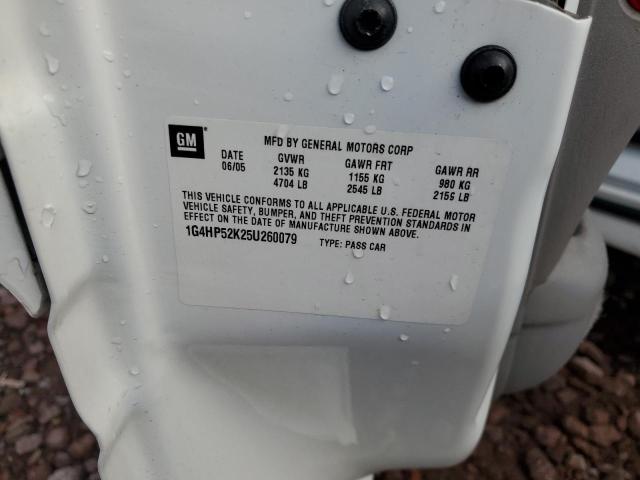 GM
MFD BY GENERAL MOTORS CORP
DATE GVWR GAWR FRT GAWR RR
06/05 2135 KG 1155 KG 980 KG
4704 LB 2545 LB 2155 LB
THIS VEHICLE CONFORMS TO ALL APPLICABLE U.S. FEDERAL MOTOR
VEHICLE SAFETY, BUMPER, AND THEFT PREVENTION STANDARDS IN
EFFECT ON THE DATE OF MANUFACTURE SHOWN ABOVE.
1G4HP52K25U260079 TYPE: PASS CAR